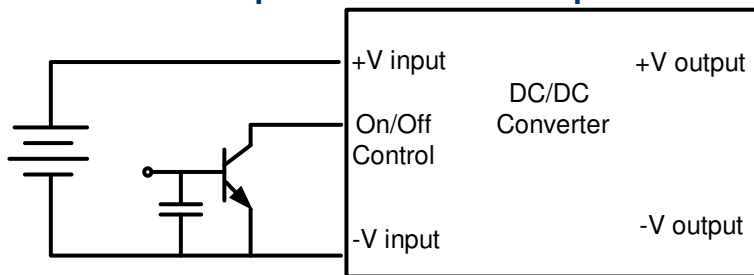 +V input
+V output
DC/DC
Converter
On/Off
Control
-V input
-V output